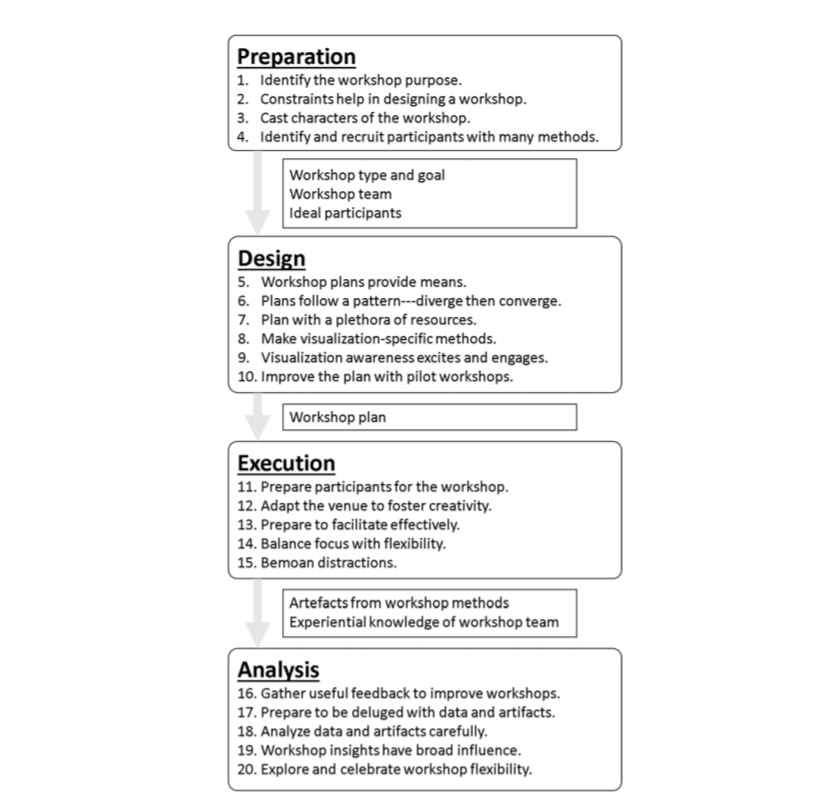 Preparation
1. Identify the workshop purpose.
2. Constraints help in designing a workshop.
3. Cast characters of the workshop.
4. Identify and recruit participants with many methods.
Workshop type and goal
Workshop team
Ideal participants
Design
5. Workshop plans provide means.
6. Plans follow a pattern---diverge then converge.
7. Plan with a plethora of resources.
8. Make visualization-specific methods.
9. Visualization awareness excites and engages.
10. Improve the plan with pilot workshops.
Workshop plan
Execution
11. Prepare participants for the workshop.
12. Adapt the venue to foster creativity.
13. Prepare to facilitate effectively.
14. Balance focus with flexibility.
15. Bemoan distractions.
Artefacts from workshop methods
Experiential knowledge of workshop team
Analysis
16. Gather useful feedback to improve workshops.
17. Prepare to be deluged with data and artifacts.
18. Analyze data and artifacts carefully.
19. Workshop insights have broad influence.
20. Explore and celebrate workshop flexibility.